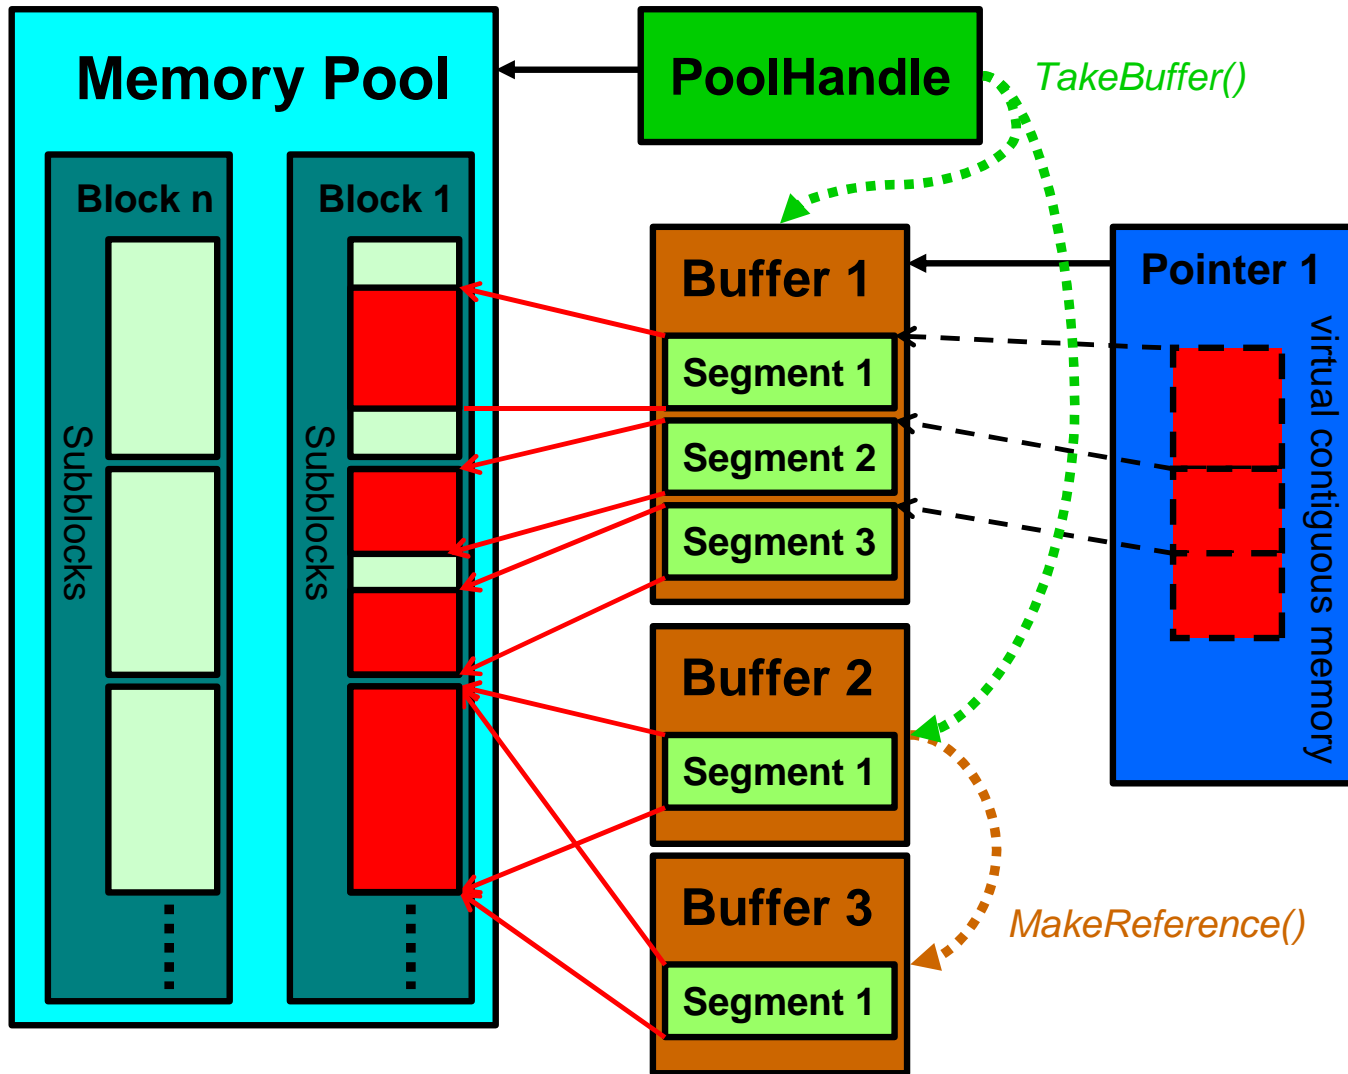 Memory Pool
PoolHandle
TakeBuffer()
Block n
Block 1
Subblocks
Subblocks
Buffer 1
Segment 1
Segment 2
Segment 3
Pointer 1
virtual contiguous memory
Buffer 2
Segment 1
Buffer 3
Segment 1
MakeReference()